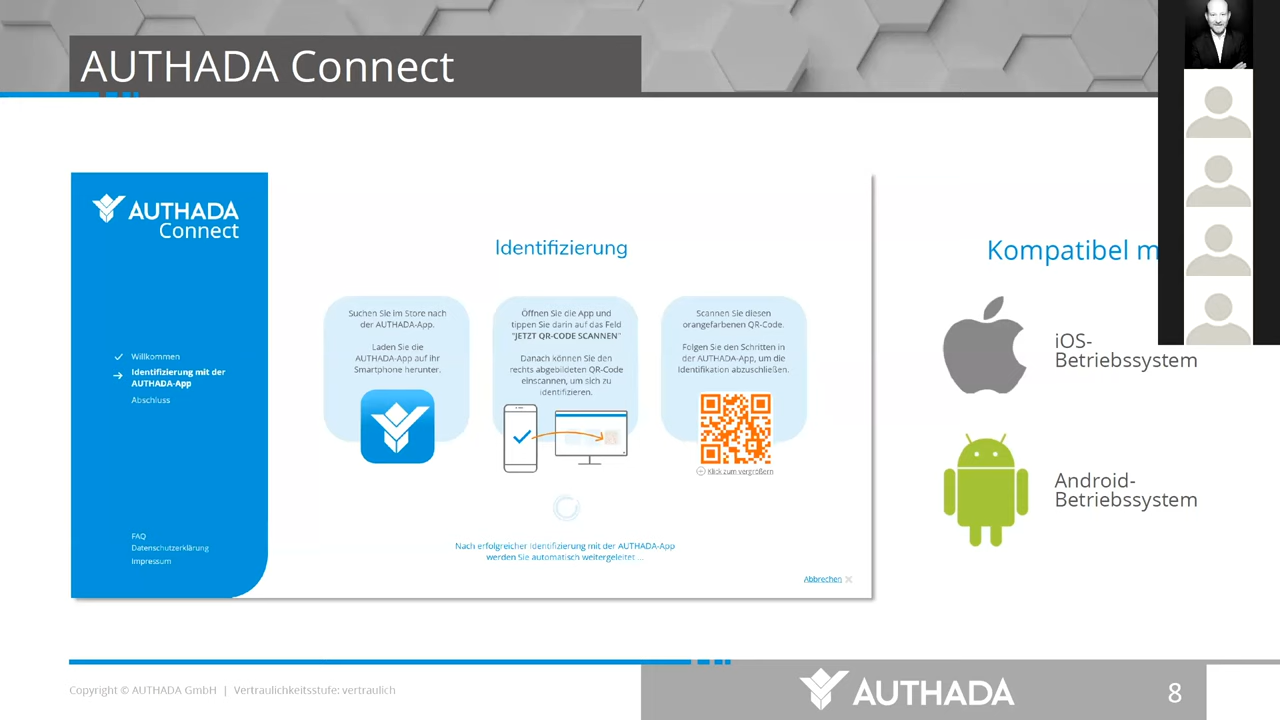 AUTHADA Connect
AUTHADA
Connect
Willkommen
Identifizierung mit der
AUTHADA-App
Abschluss
FAQ
Datenschutzerklärung
Impressum
Identifizierung
Suchen Sie im Store nach
der AUTHADA-App.
Laden Sie die
AUTHADA-App auf ihr
Smartphone herunter.
Öffnen Sie die App und
tippen Sie darin auf das Feld
"JETZT QR-CODE SCANNEN"
Danach können Sie den
rechts abgebildeten QR-Code
einscannen, um sich zu
identifizieren.
Scannen Sie diesen
orangefarbenen QR-Code.
Folgen Sie den Schritten in
der AUTHADA-App, um die
Identifikation abzuschließen.
Klick zum vergrößern
Nach erfolgreicher Identifizierung mit der AUTHADA-App
werden Sie automatisch weitergeleitet ...
Abbrechen
Kompatibel m
iOS-
Betriebssystem
Android-
Betriebssystem
Copyright © AUTHADA GmbH | Vertraulichkeitsstufe: vertraulich
AUTHADA
8